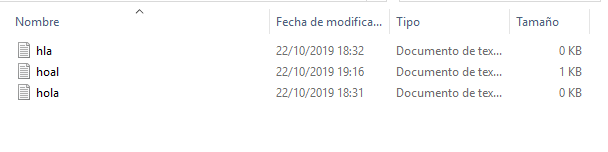 Nombre Fecha de modifica... Tipo Tamaño
hla 22/10/2019 18:32 Documento de tex... 0 KB
hoal 22/10/2019 19:16 Documento de tex... 1 KB
hola 22/10/2019 18:31 Documento de tex... 0 KB